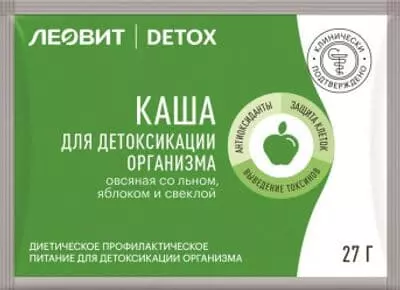 ЛЕОВИТ | DETOX
КЛИНИЧЕСКИ ПОДТВЕРЖДЕНО
КАША
ДЛЯ ДЕТОКСИКАЦИИ
ОРГАНИЗМА
овсяная со льном,
яблоком и свеклой
АНТИОКСИДАНТЫ
ЗАЩИТА КЛЕТОК
ВЫВЕДЕНИЕ ТОКСИНОВ
ДИЕТИЧЕСКОЕ ПРОФИЛАКТИЧЕСКОЕ
ПИТАНИЕ ДЛЯ ДЕТОКСИКАЦИИ ОРГАНИЗМА
27 Г